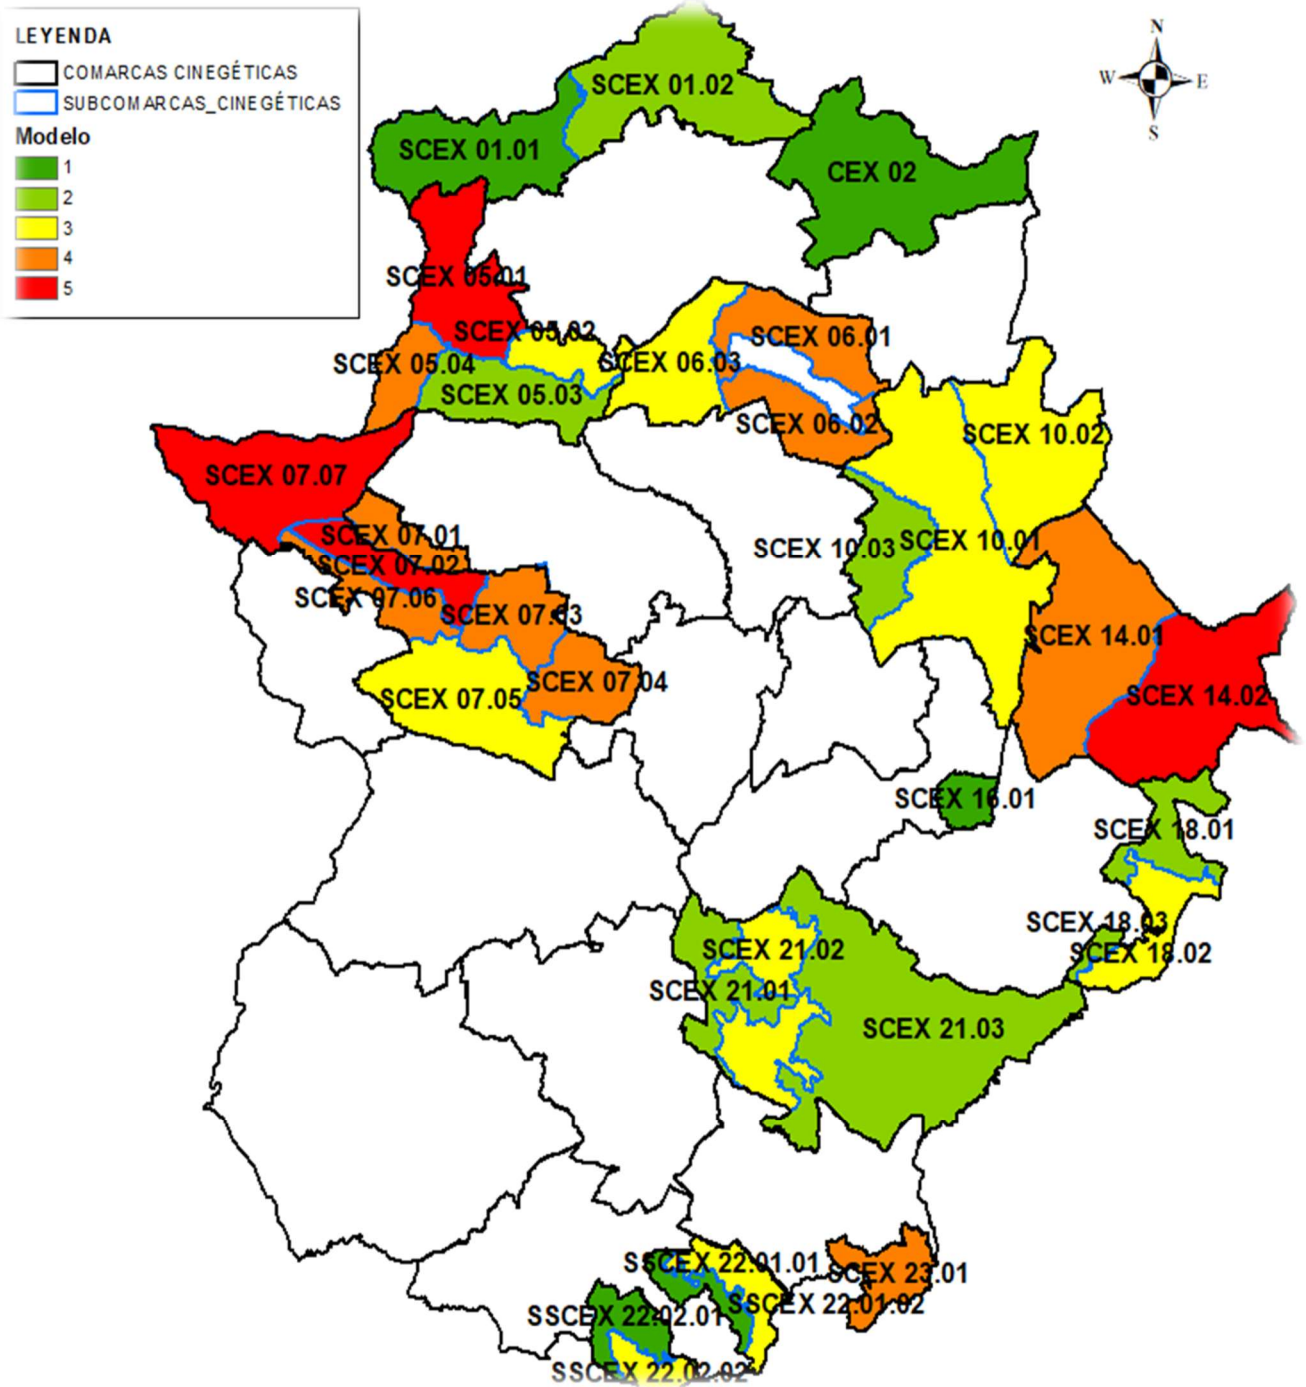 LEYENDA
COMARCAS CINEGÉTICAS
SUBCOMARCAS_CINEGÉTICAS
Modelo
1
2
3
4
5
N
W E
S
SCEX 01.02
SCEX 01.01
CEX 02
SCEX 05.01
SCEX 05.02
SCEX 06.01
SCEX 05.04
SCEX 06.03
SCEX 05.03
SCEX 06.02
SCEX 10.02
SCEX 07.07
SCEX 07.01
SCEX 10.03
SCEX 10.01
SCEX 07.02
SCEX 07.06
SCEX 07.03
SCEX 14.01
SCEX 07.04
SCEX 07.05
SCEX 14.02
SCEX 16.01
SCEX 18.01
SCEX 18.03
SCEX 21.02
SCEX 18.02
SCEX 21.01
SCEX 21.03
SSCEX 22.01.01
SCEX 23.01
SSCEX 22.01.02
SSCEX 22.02.01
SSCEX 22.02.02